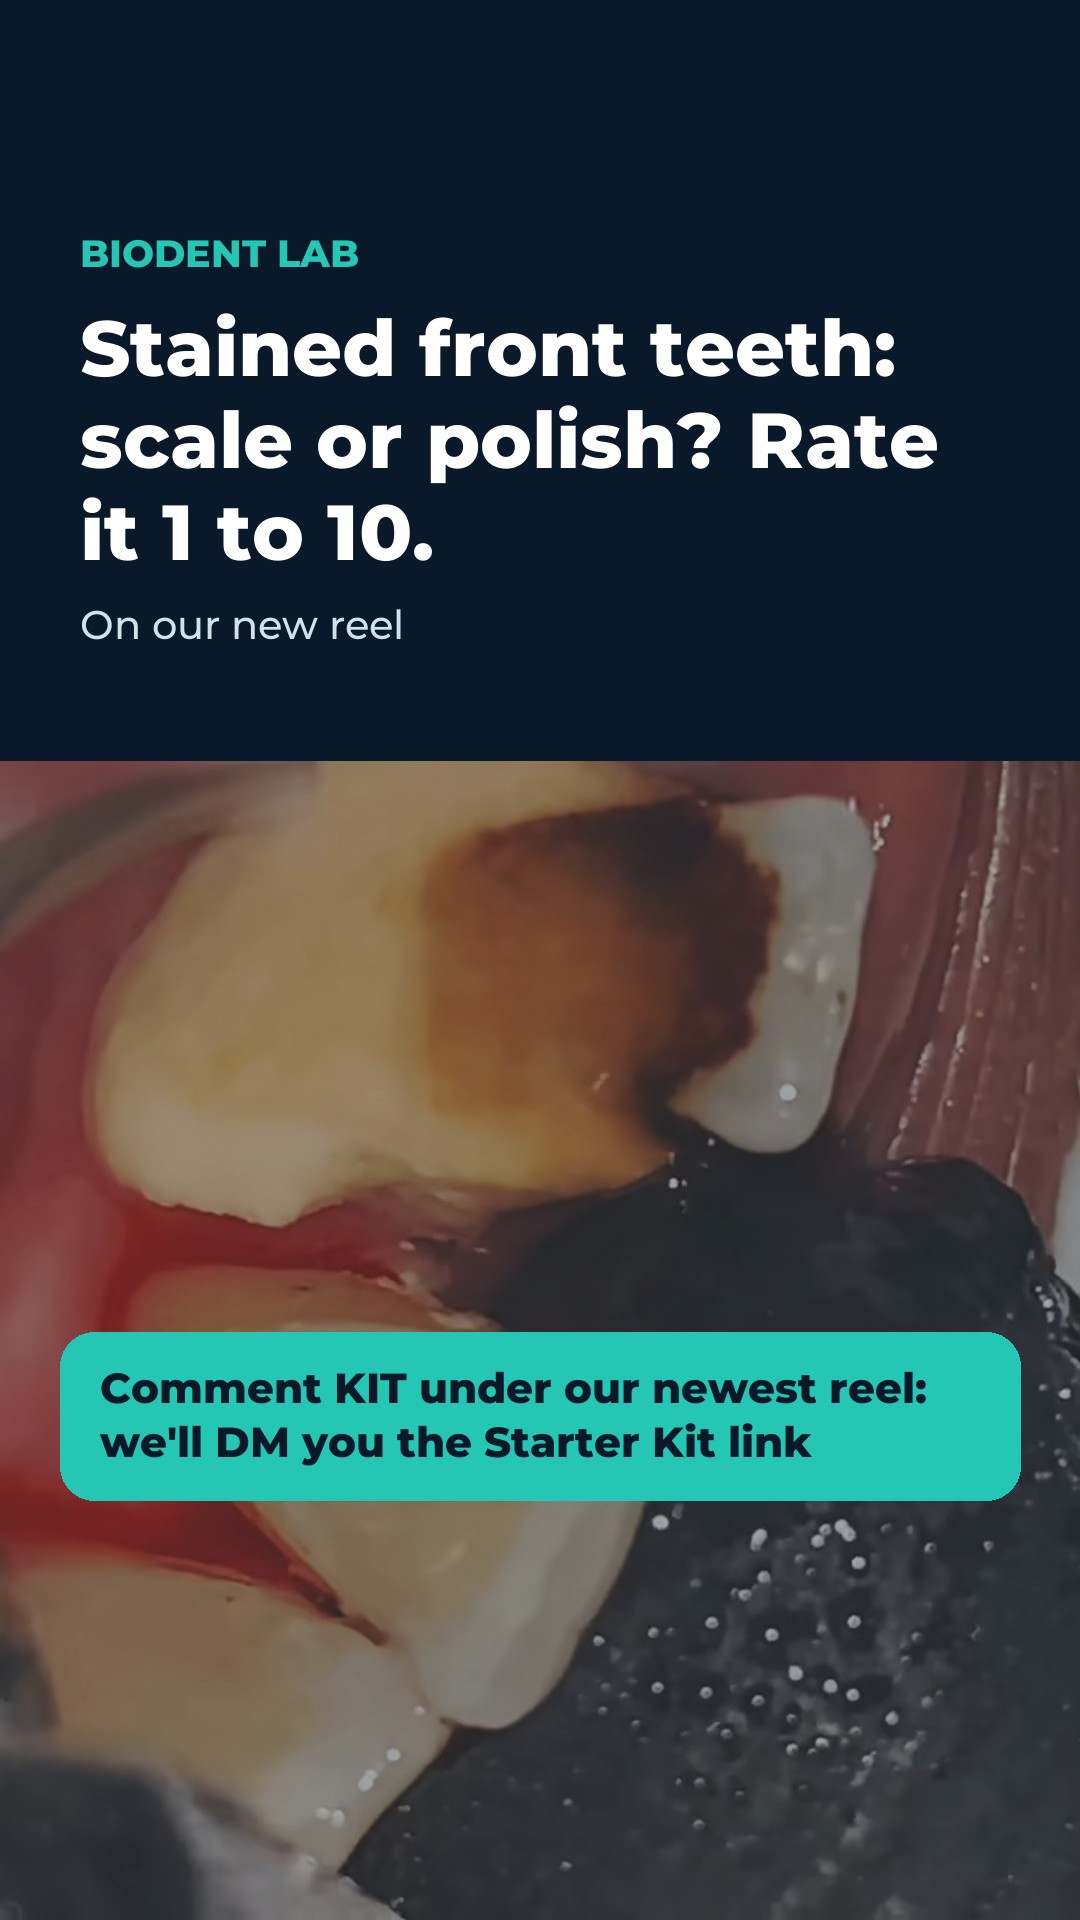 BIODENT LAB
Stained front teeth:
scale or polish? Rate
it 1 to 10.
On our new reel
Comment KIT under our newest reel:
we'll DM you the Starter Kit link